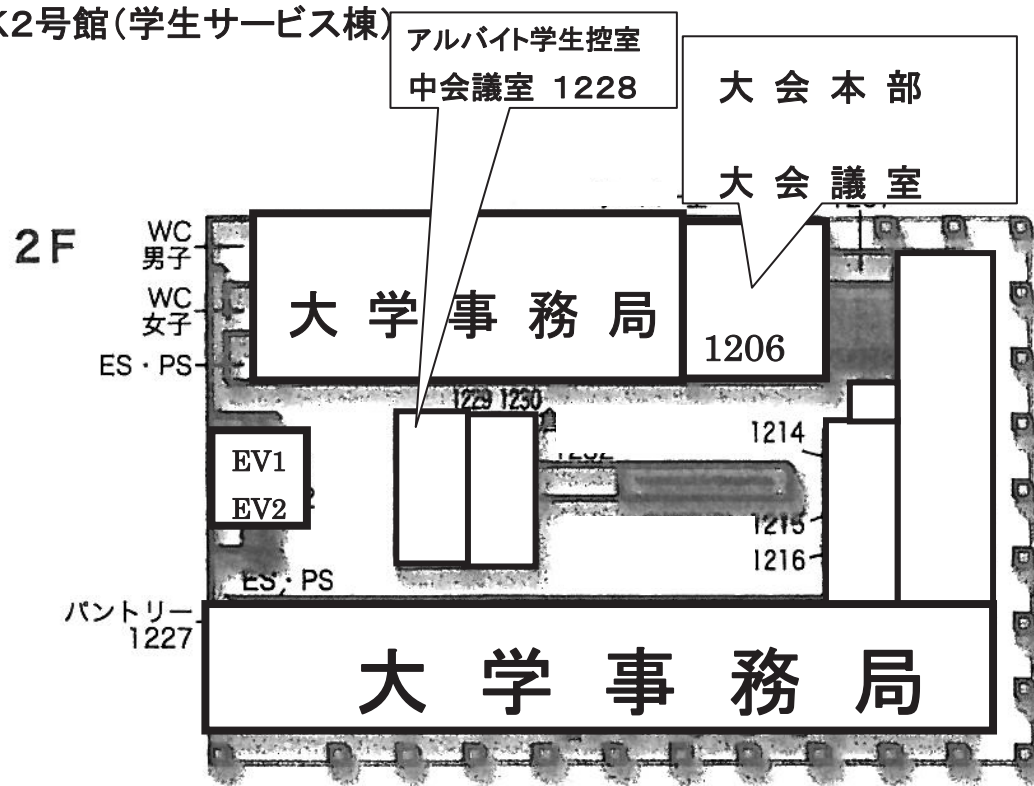 K2号館(学生サービス棟)
アルバイト学生控室
中会議室 1228
大会本部
大会議室
2F
WC
男子
WC
女子
ES・PS
大学事務局
1206
1229 1230
1214
1215
1216
EV1
EV2
ES・PS
パントリー
1227
大学事務局